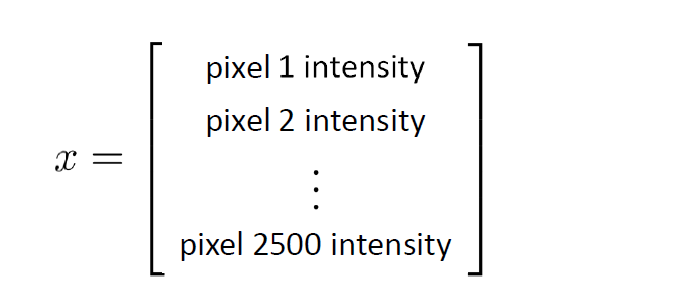 pixel 1 intensity
pixel 2 intensity
x =
⋮
pixel 2500 intensity